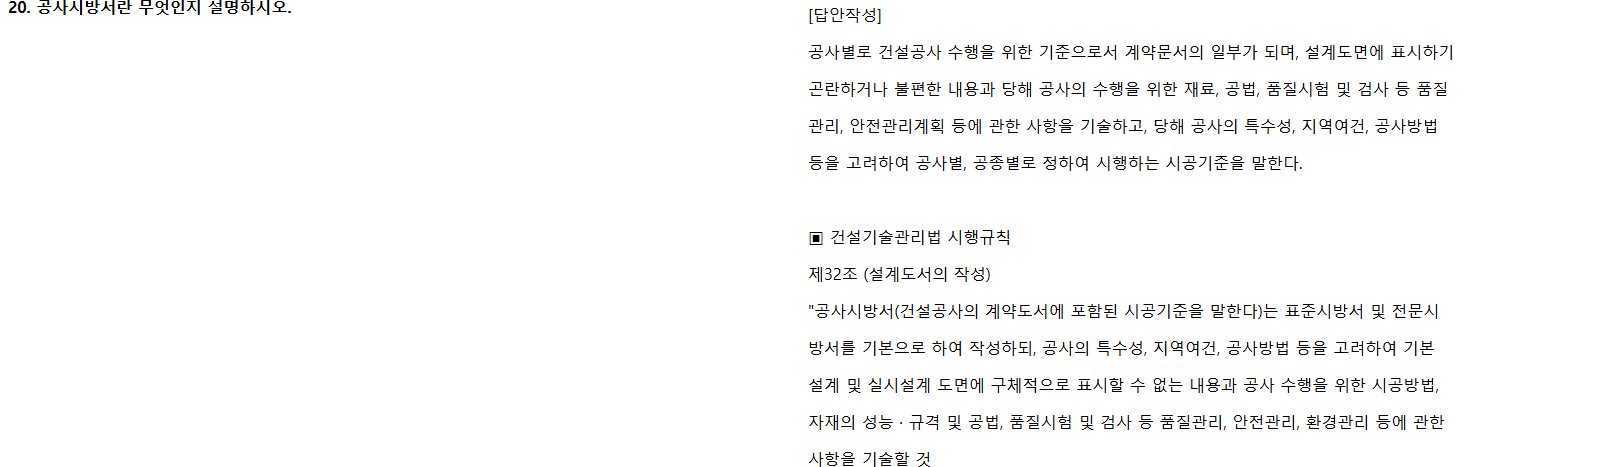 20. 공사시방서란 무엇인지 설명하시오.
[답안작성]
공사별로 건설공사 수행을 위한 기준으로서 계약문서의 일부가 되며, 설계도면에 표시하기
곤란하거나 불편한 내용과 당해 공사의 수행을 위한 재료, 공법, 품질시험 및 검사 등 품질
관리, 안전관리계획 등에 관한 사항을 기술하고, 당해 공사의 특수성, 지역여건, 공사방법
등을 고려하여 공사별, 공종별로 정하여 시행하는 시공기준을 말한다.
▣ 건설기술관리법 시행규칙
제32조 (설계도서의 작성)
"공사시방서(건설공사의 계약도서에 포함된 시공기준을 말한다)는 표준시방서 및 전문시
방서를 기본으로 하여 작성하되, 공사의 특수성, 지역여건, 공사방법 등을 고려하여 기본
설계 및 실시설계 도면에 구체적으로 표시할 수 없는 내용과 공사 수행을 위한 시공방법,
자재의 성능 · 규격 및 공법, 품질시험 및 검사 등 품질관리, 안전관리, 환경관리 등에 관한
사항을 기술할 것